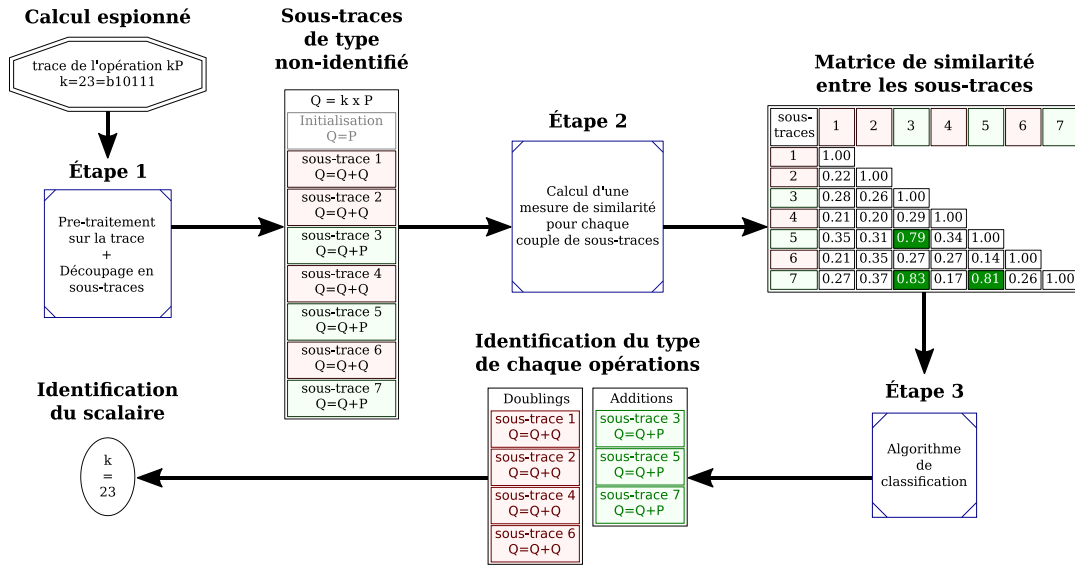 Calcul espionné
trace de l'opération kP
k=23=b10111
Étape 1
Pre-traitement
sur la trace
+
Découpage en
sous-traces
Sous-traces
de type
non-identifié
Q = k x P
Initialisation
Q=P
sous-trace 1
Q=Q+Q
sous-trace 2
Q=Q+Q
sous-trace 3
Q=Q+P
sous-trace 4
Q=Q+Q
sous-trace 5
Q=Q+P
sous-trace 6
Q=Q+Q
sous-trace 7
Q=Q+P
Étape 2
Calcul d'une
mesure de similarité
pour chaque
couple de sous-traces
Matrice de similarité
entre les sous-traces
sous-
traces
1 2 3 4 5 6 7
1 1.00
2 0.22 1.00
3 0.28 0.26 1.00
4 0.21 0.20 0.29 1.00
5 0.35 0.31 0.79 0.34 1.00
6 0.21 0.35 0.27 0.27 0.14 1.00
7 0.27 0.37 0.83 0.17 0.81 0.26 1.00
Étape 3
Algorithme
de
classification
Identification du type
de chaque opérations
Doublings
sous-trace 1
Q=Q+Q
sous-trace 2
Q=Q+Q
sous-trace 4
Q=Q+Q
sous-trace 6
Q=Q+Q
Additions
sous-trace 3
Q=Q+P
sous-trace 5
Q=Q+P
sous-trace 7
Q=Q+P
Identification
du scalaire
k
=
23